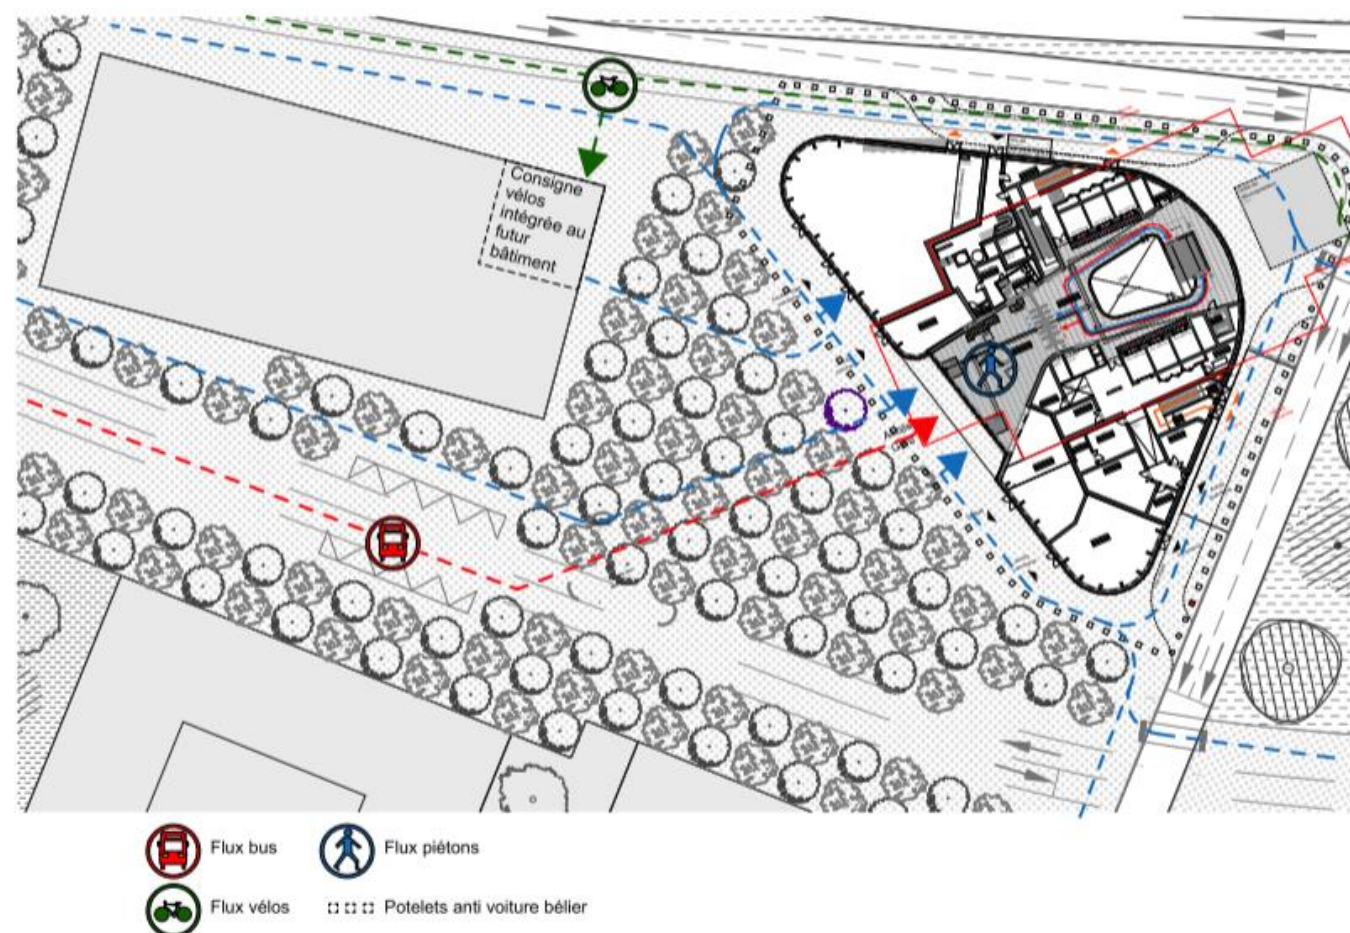 Consigne
vélos
intégrée au
futur
bâtiment
Flux bus
Flux piétons
Flux vélos
Potelets anti voiture bélier